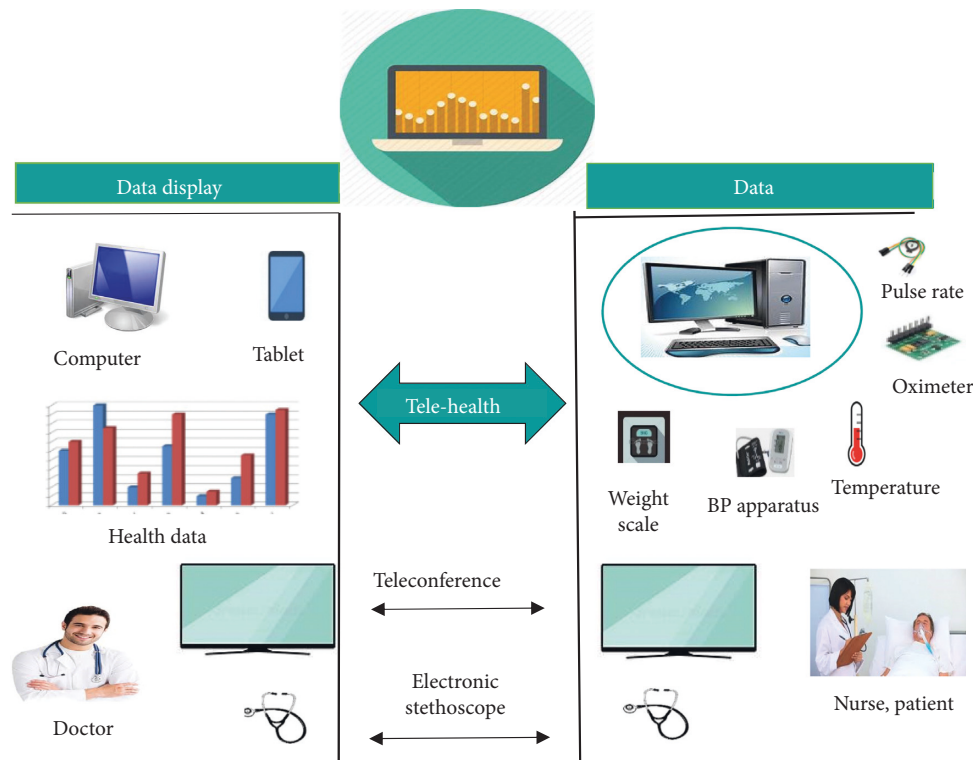 Data display
Data
Computer
Tablet
Pulse rate
Oximeter
Tele-health
Health data
Weight
scale
BP apparatus
Temperature
Teleconference
Electronic
stethoscope
Doctor
Nurse, patient